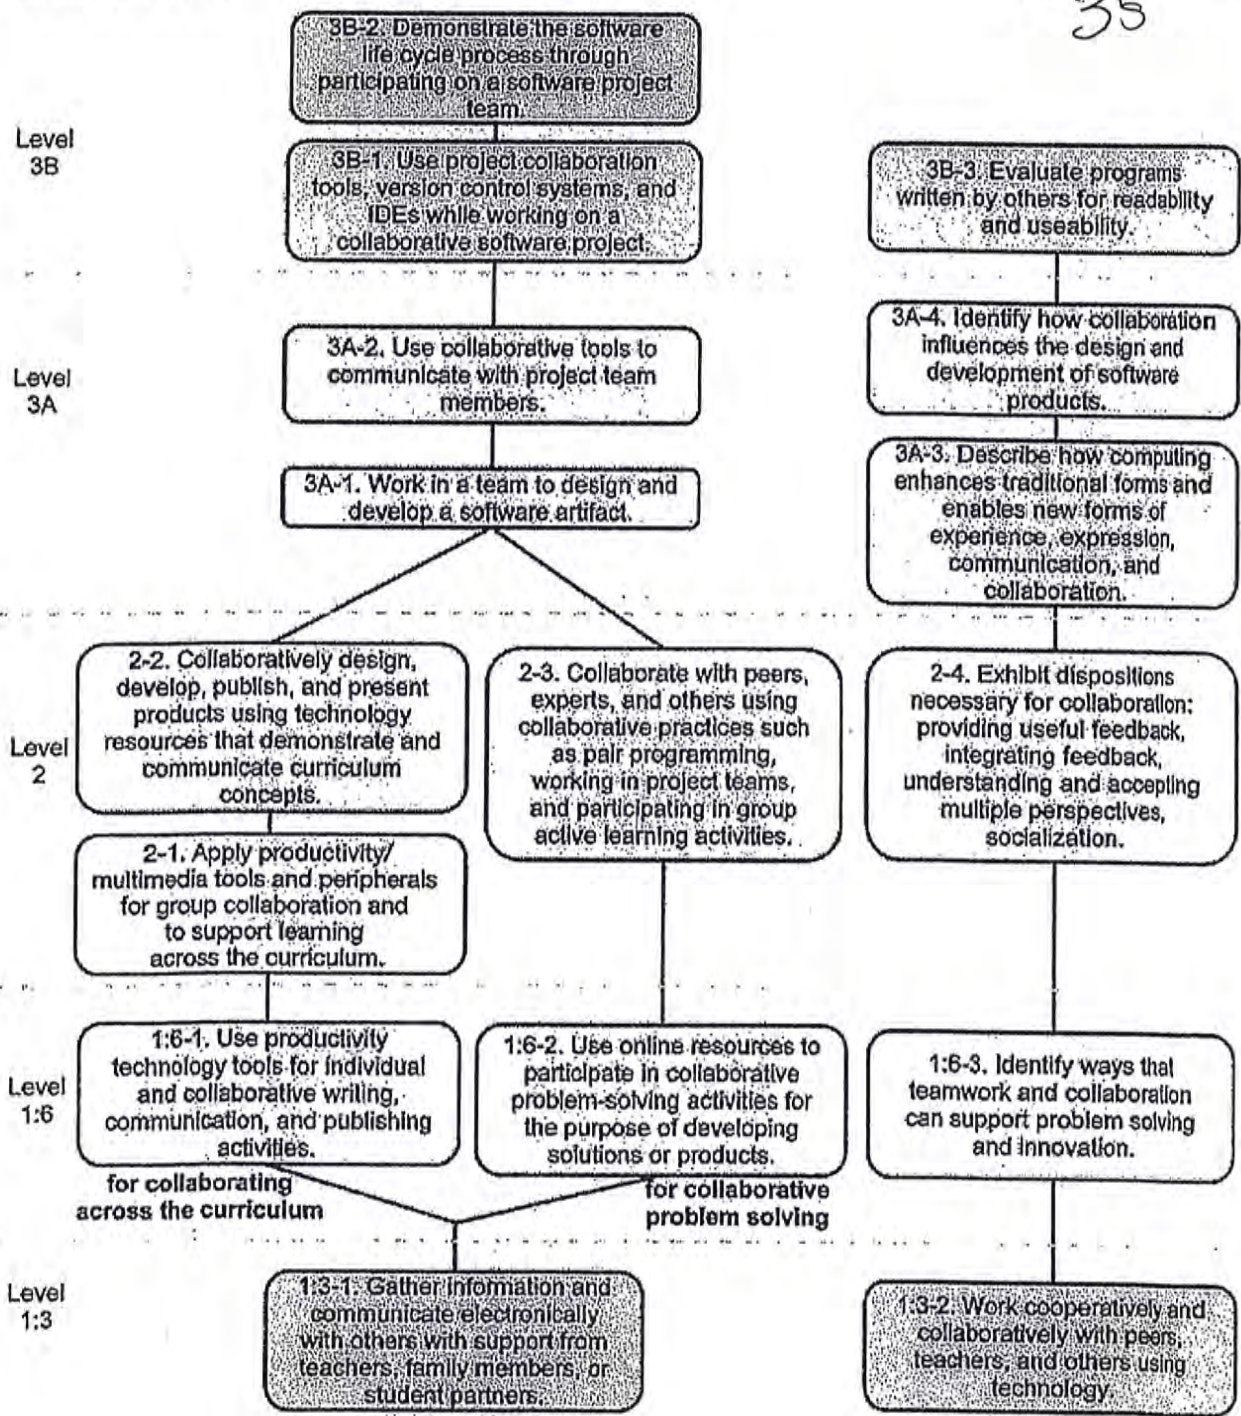 35
3B-2. Demonstrate the software
life cycle process through
participating on a software project
team.
Level
3B
3B-1. Use project collaboration
tools, version control systems, and
IDEs while working on a
collaborative software project.
3B-3. Evaluate programs
written by others for readability
and useability.
Level
3A
3A-2. Use collaborative tools to
communicate with project team
members.
3A-4. Identify how collaboration
influences the design and
development of software
products.
3A-1. Work in a team to design and
develop a software artifact.
3A-3. Describe how computing
enhances traditional forms and
enables new forms of
experience, expression,
communication, and
collaboration.
Level
2
2-2. Collaboratively design,
develop, publish, and present
products using technology
resources that demonstrate and
communicate curriculum
concepts.
2-3. Collaborate with peers,
experts, and others using
collaborative practices such
as pair programming,
working in project teams,
and participating in group
active learning activities.
2-4. Exhibit dispositions
necessary for collaboration:
providing useful feedback,
integrating feedback,
understanding and accepting
multiple perspectives,
socialization.
2-1. Apply productivity/
multimedia tools and peripherals
for group collaboration and
to support learning
across the curriculum.
Level
1:6
1:6-1. Use productivity
technology tools for individual
and collaborative writing,
communication, and publishing
activities.
1:6-2. Use online resources to
participate in collaborative
problem-solving activities for
the purpose of developing
solutions or products.
1:6-3. Identify ways that
teamwork and collaboration
can support problem solving
and innovation.
for collaborating
across the curriculum
for collaborative
problem solving
Level
1:3
1:3-1. Gather information and
communicate electronically
with others with support from
teachers, family members, or
student partners.
1:3-2. Work cooperatively and
collaboratively with peers,
teachers, and others using
technology.